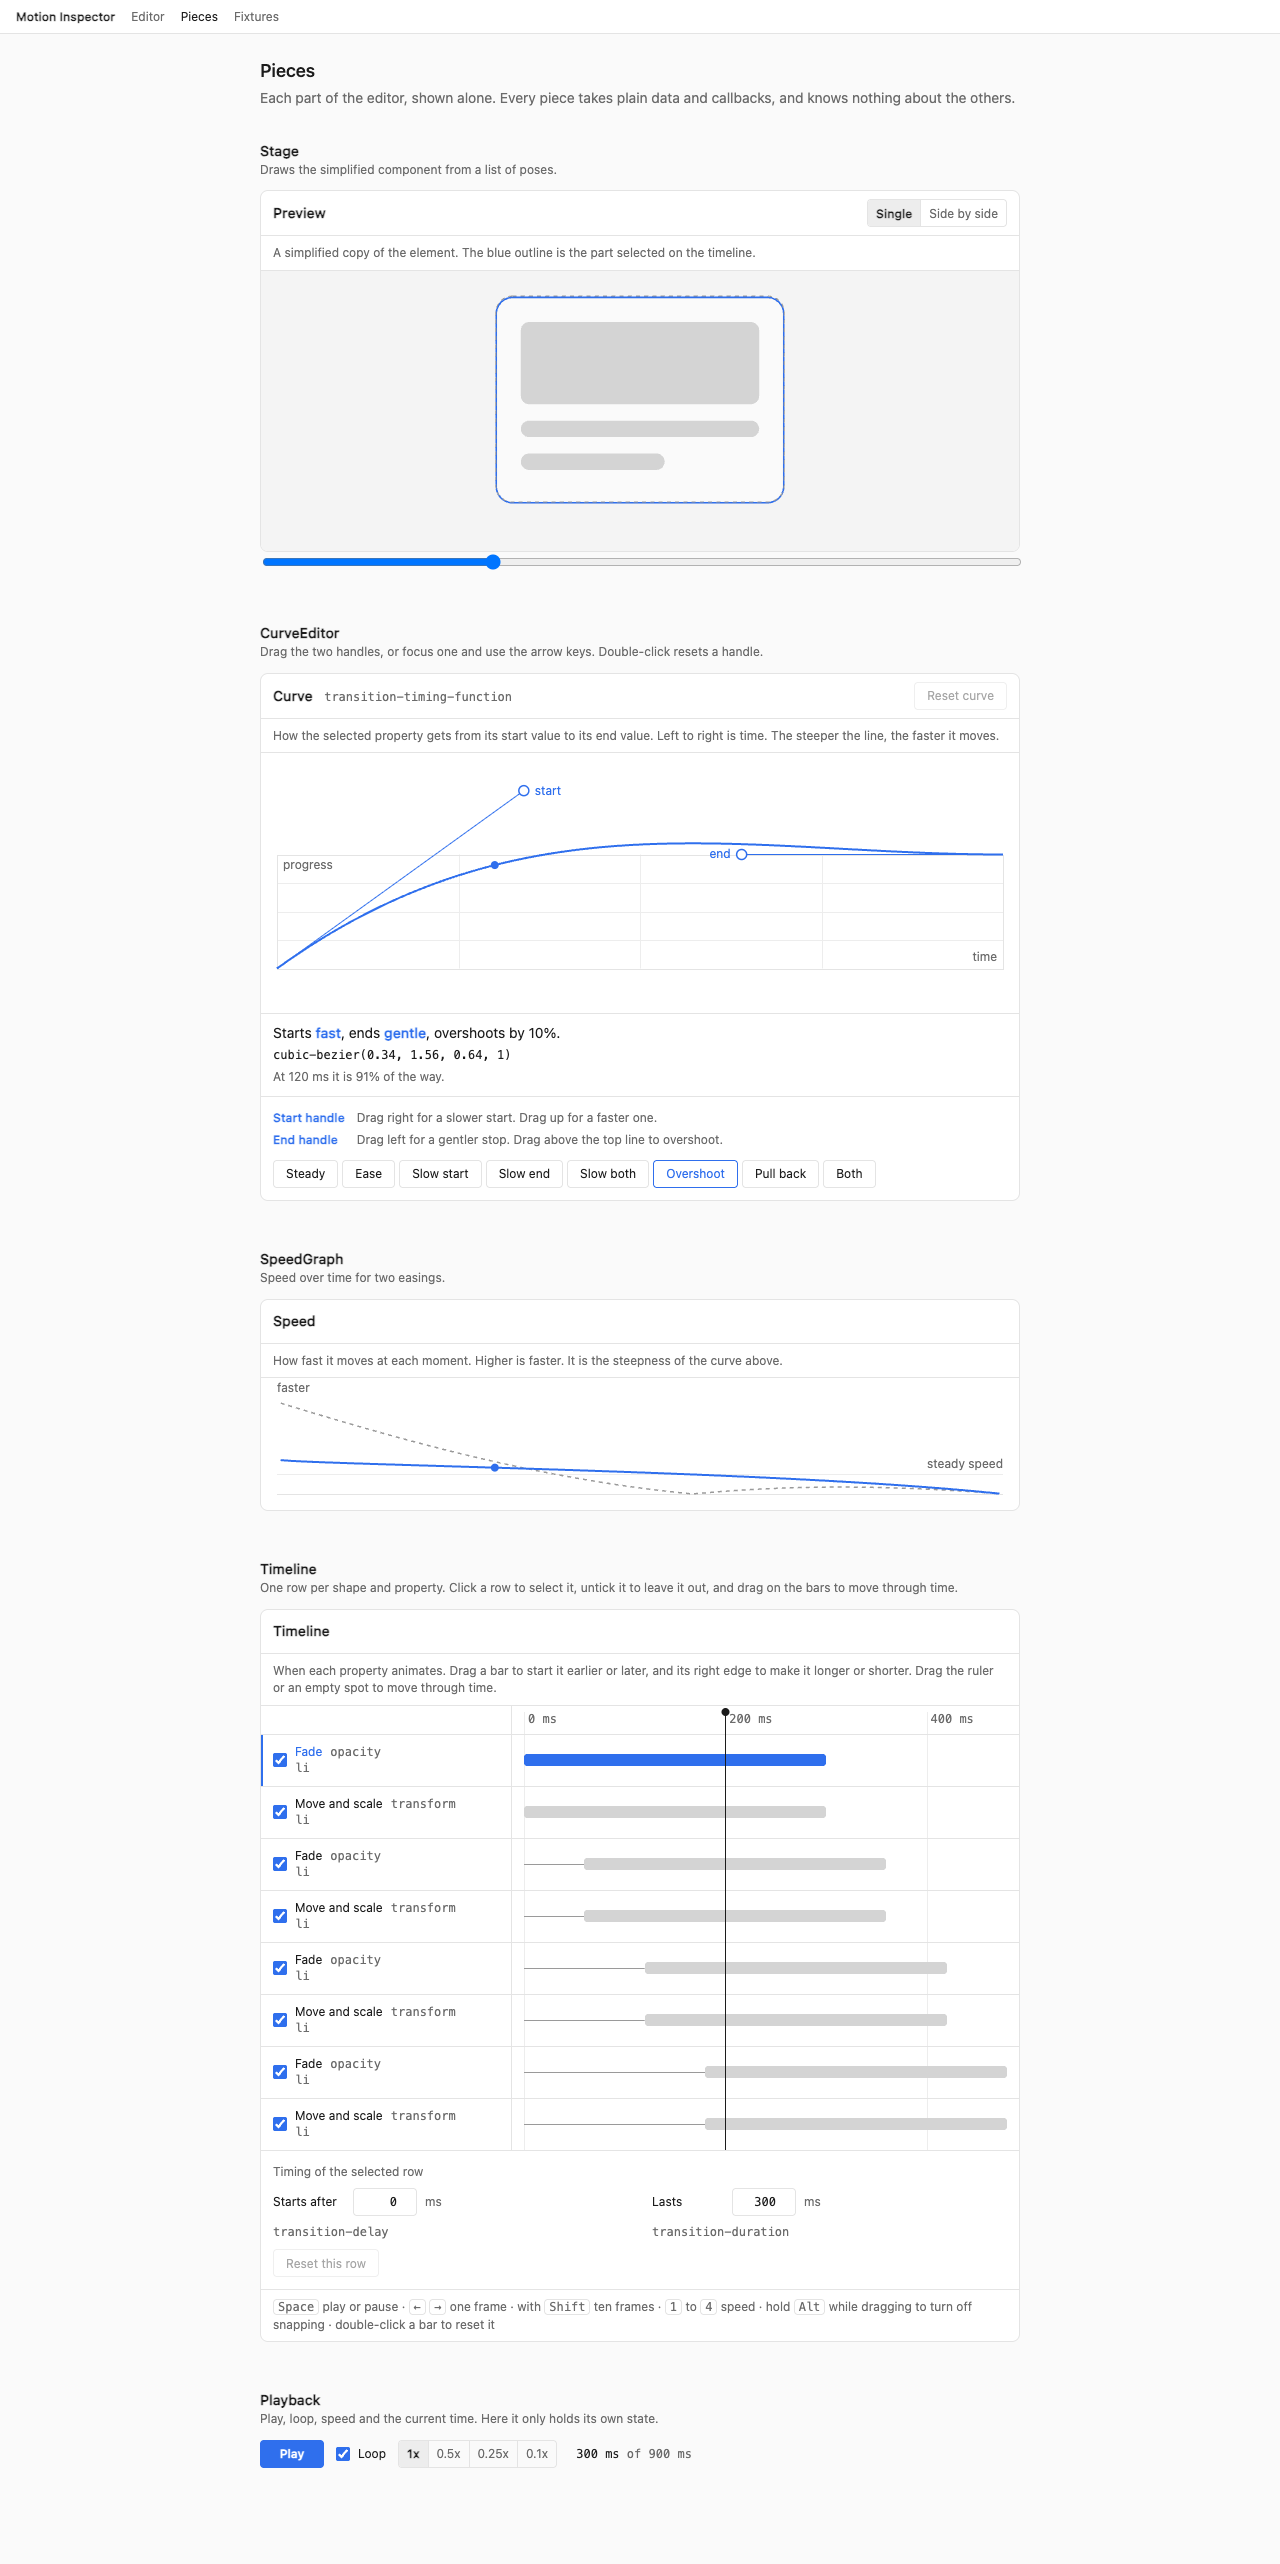 Motion Inspector Editor Pieces Fixtures
Pieces
Each part of the editor, shown alone. Every piece takes plain data and callbacks, and knows nothing about the others.
Stage
Draws the simplified component from a list of poses.
Preview Single Side by side
A simplified copy of the element. The blue outline is the part selected on the timeline.
CurveEditor
Drag the two handles, or focus one and use the arrow keys. Double-click resets a handle.
Curve transition-timing-function Reset curve
How the selected property gets from its start value to its end value. Left to right is time. The steeper the line, the faster it moves.
start
end
progress
time
Starts fast, ends gentle, overshoots by 10%.
cubic-bezier(0.34, 1.56, 0.64, 1)
At 120 ms it is 91% of the way.
Start handle Drag right for a slower start. Drag up for a faster one.
End handle Drag left for a gentler stop. Drag above the top line to overshoot.
Steady Ease Slow start Slow end Slow both Overshoot Pull back Both
SpeedGraph
Speed over time for two easings.
Speed
How fast it moves at each moment. Higher is faster. It is the steepness of the curve above.
faster
steady speed
Timeline
One row per shape and property. Click a row to select it, untick it to leave it out, and drag on the bars to move through time.
Timeline
When each property animates. Drag a bar to start it earlier or later, and its right edge to make it longer or shorter. Drag the ruler
or an empty spot to move through time.
0 ms 200 ms 400 ms
Fade opacity
li
Move and scale transform
li
Fade opacity
li
Move and scale transform
li
Fade opacity
li
Move and scale transform
li
Fade opacity
li
Move and scale transform
li
Timing of the selected row
Starts after 0 ms Lasts 300 ms
transition-delay transition-duration
Reset this row
Space play or pause · ← → one frame · with Shift ten frames · 1 to 4 speed · hold Alt while dragging to turn off
snapping · double-click a bar to reset it
Playback
Play, loop, speed and the current time. Here it only holds its own state.
Play Loop 1x 0.5x 0.25x 0.1x 300 ms of 900 ms